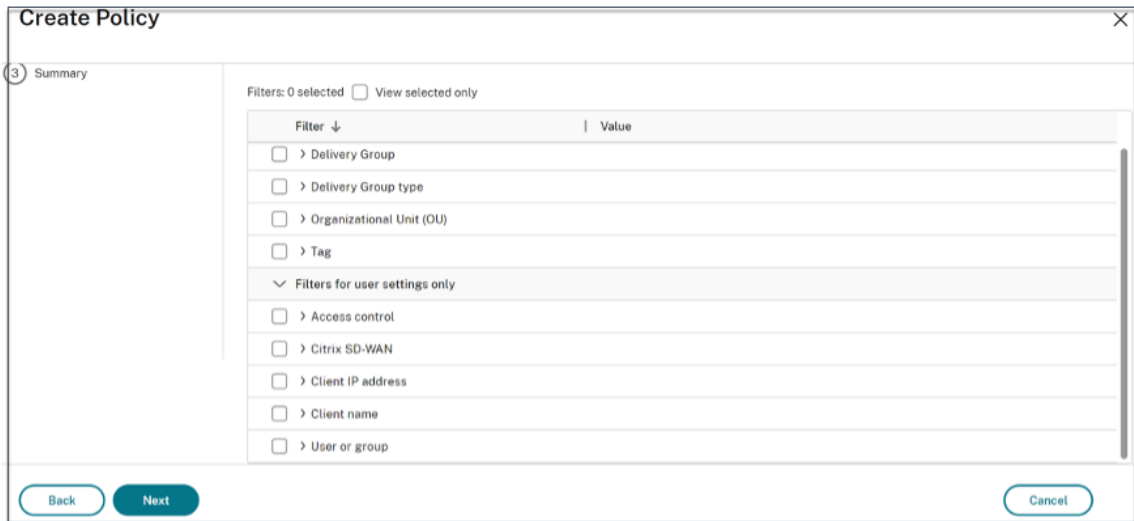 Create Policy
3 Summary
Filters: 0 selected View selected only
Filter ↓ | Value
Delivery Group
Delivery Group type
Organizational Unit (OU)
Tag
Filters for user settings only
Access control
Citrix SD-WAN
Client IP address
Client name
User or group
Back Next Cancel